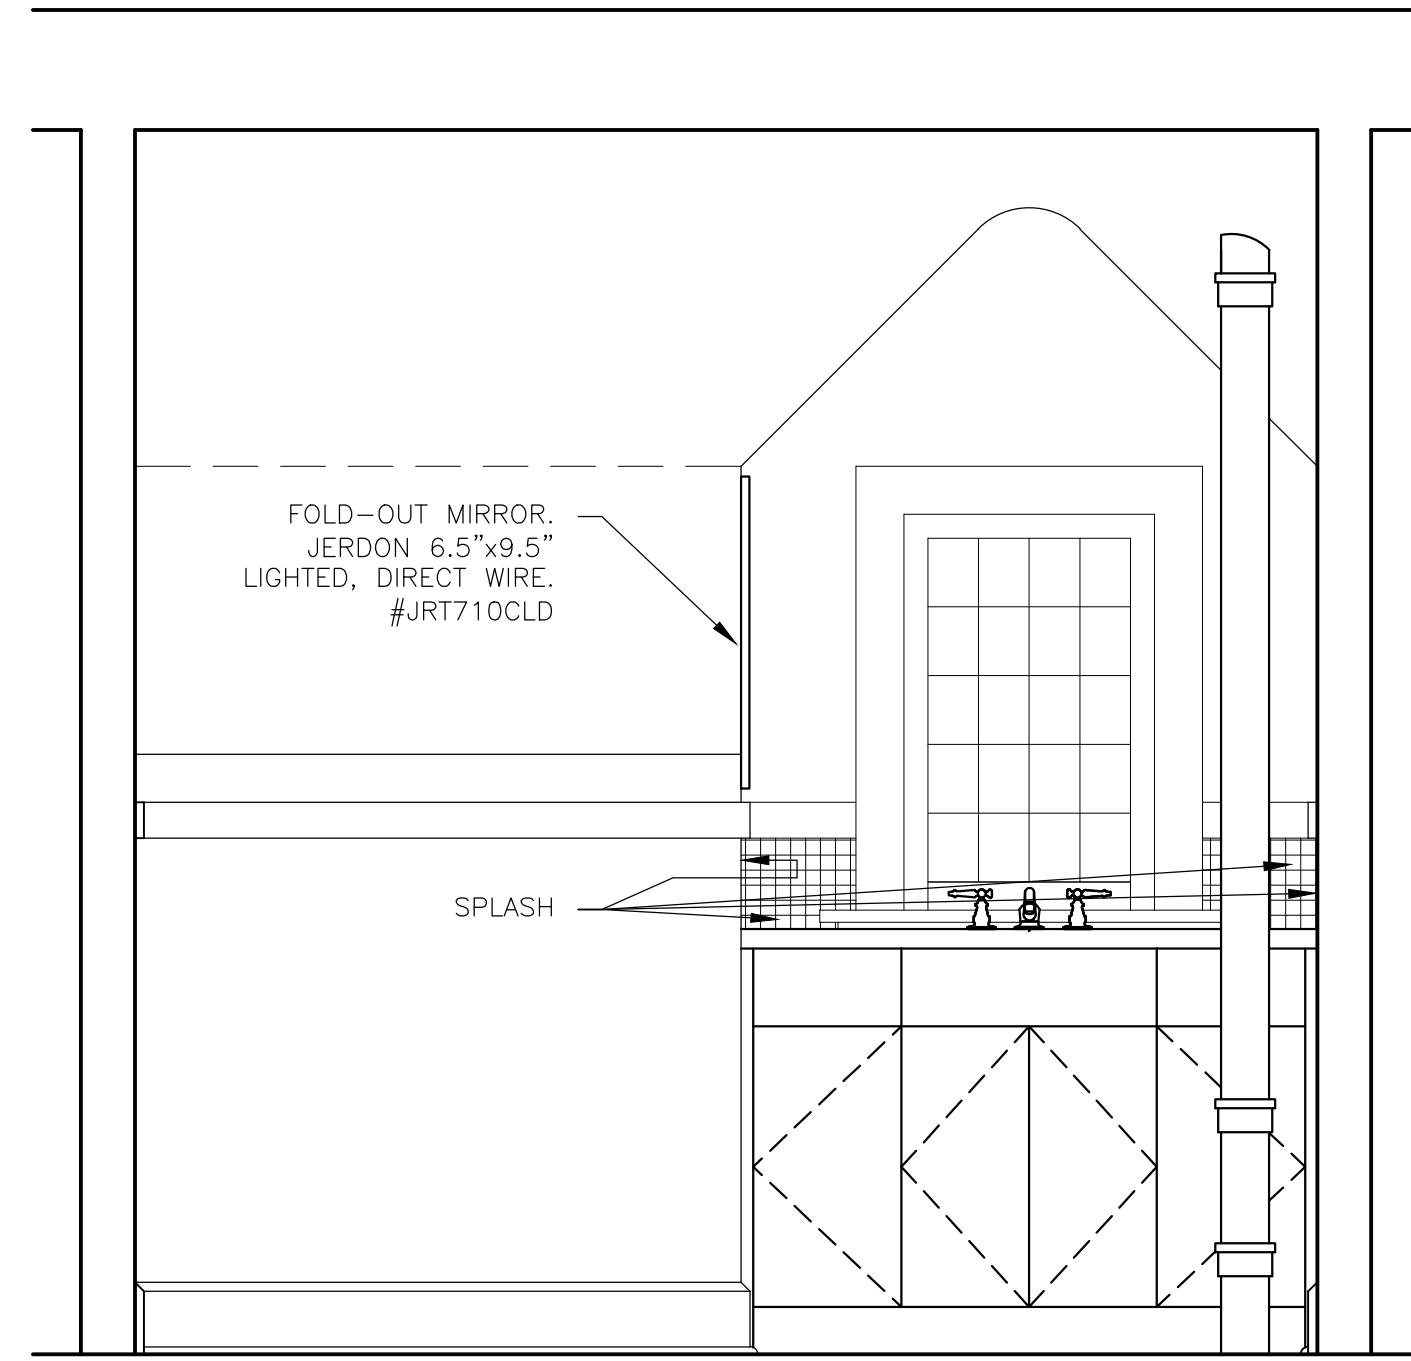 FOLD-OUT MIRROR.
JERDON 6.5"x9.5"
LIGHTED, DIRECT WIRE.
#JRT710CLD
SPLASH